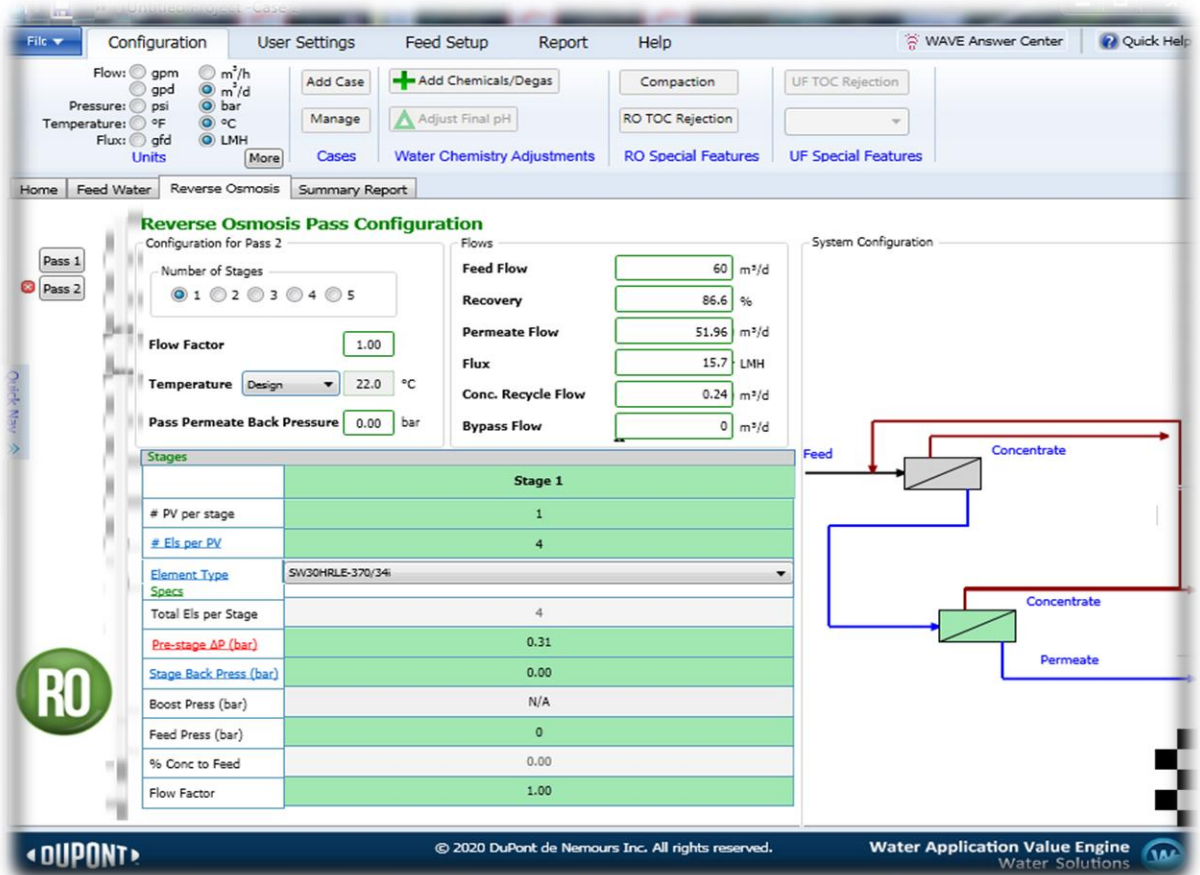 Untitled Project -Case
File
Configuration
User Settings
Feed Setup
Report
Help
WAVE Answer Center
Quick Help
Flow: gpm m³/h
gpd m³/d
Pressure: psi bar
Temperature: °F °C
Flux: gfd LMH
Units
More
Add Case
Manage
Cases
Add Chemicals/Degas
Adjust Final pH
Water Chemistry Adjustments
Compaction
RO TOC Rejection
RO Special Features
UF TOC Rejection
UF Special Features
Home
Feed Water
Reverse Osmosis
Summary Report
Reverse Osmosis Pass Configuration
Pass 1
Pass 2
Quick Nav
Configuration for Pass 2
Number of Stages
1 2 3 4 5
Flow Factor 1.00
Temperature Design 22.0 °C
Pass Permeate Back Pressure 0.00 bar
Flows
Feed Flow 60 m³/d
Recovery 86.6 %
Permeate Flow 51.96 m³/d
Flux 15.7 LMH
Conc. Recycle Flow 0.24 m³/d
Bypass Flow 0 m³/d
System Configuration
Feed
Concentrate
Concentrate
Permeate
Stages
Stage 1
# PV per stage 1
# Els per PV 4
Element Type SW30HRLE-370/34i
Specs
Total Els per Stage 4
Pre-stage ΔP (bar) 0.31
Stage Back Press (bar) 0.00
Boost Press (bar) N/A
Feed Press (bar) 0
% Conc to Feed 0.00
Flow Factor 1.00
RO
DUPONT
© 2020 DuPont de Nemours Inc. All rights reserved.
Water Application Value Engine
Water Solutions
W